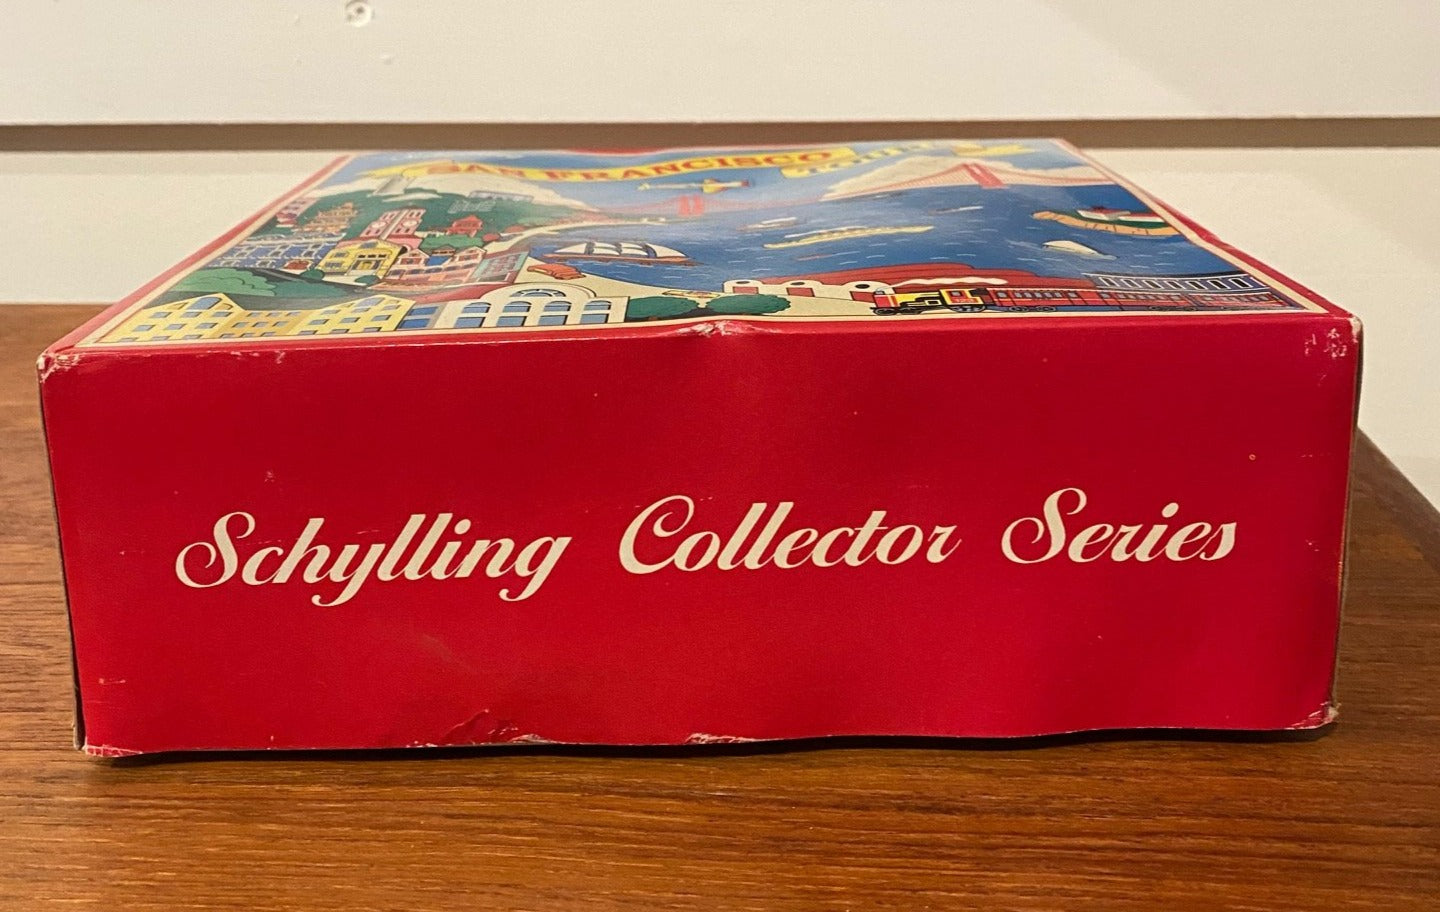 SAN FRANCISCO
Schylling Collector Series